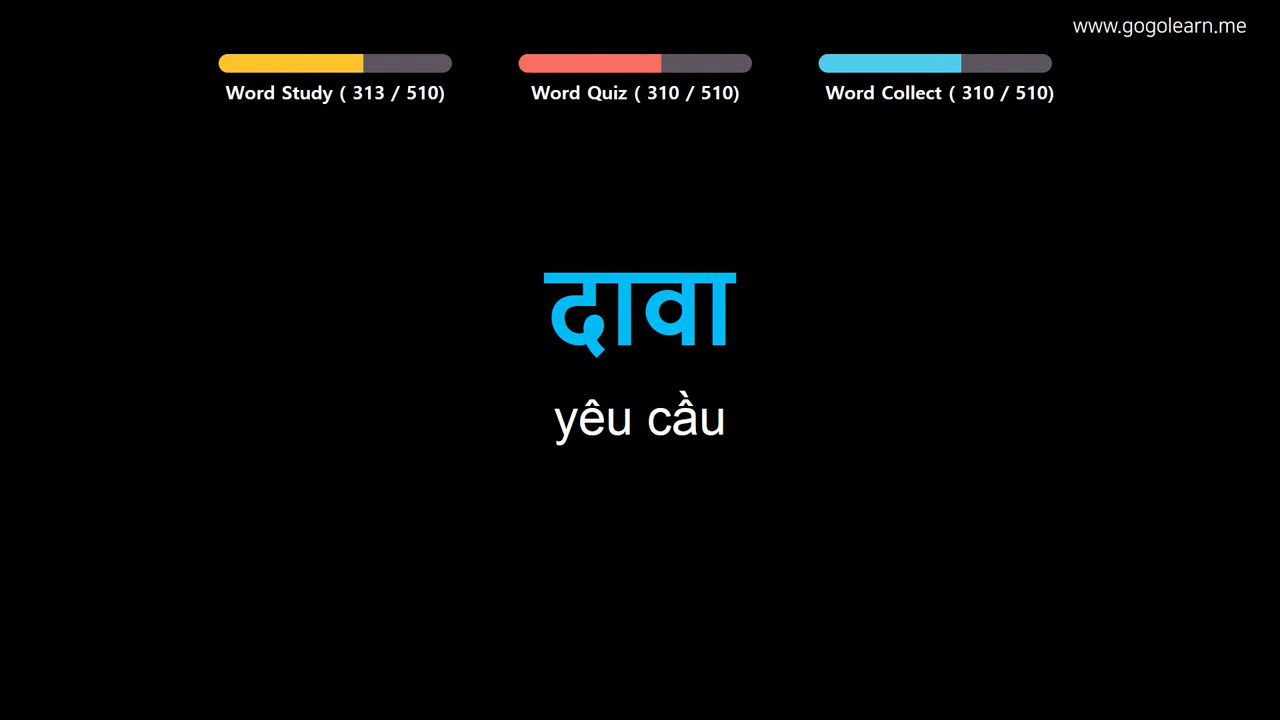 www.gogolearn.me
Word Study ( 313 / 510)
Word Quiz ( 310 / 510)
Word Collect ( 310 / 510)
दावा
yêu cầu